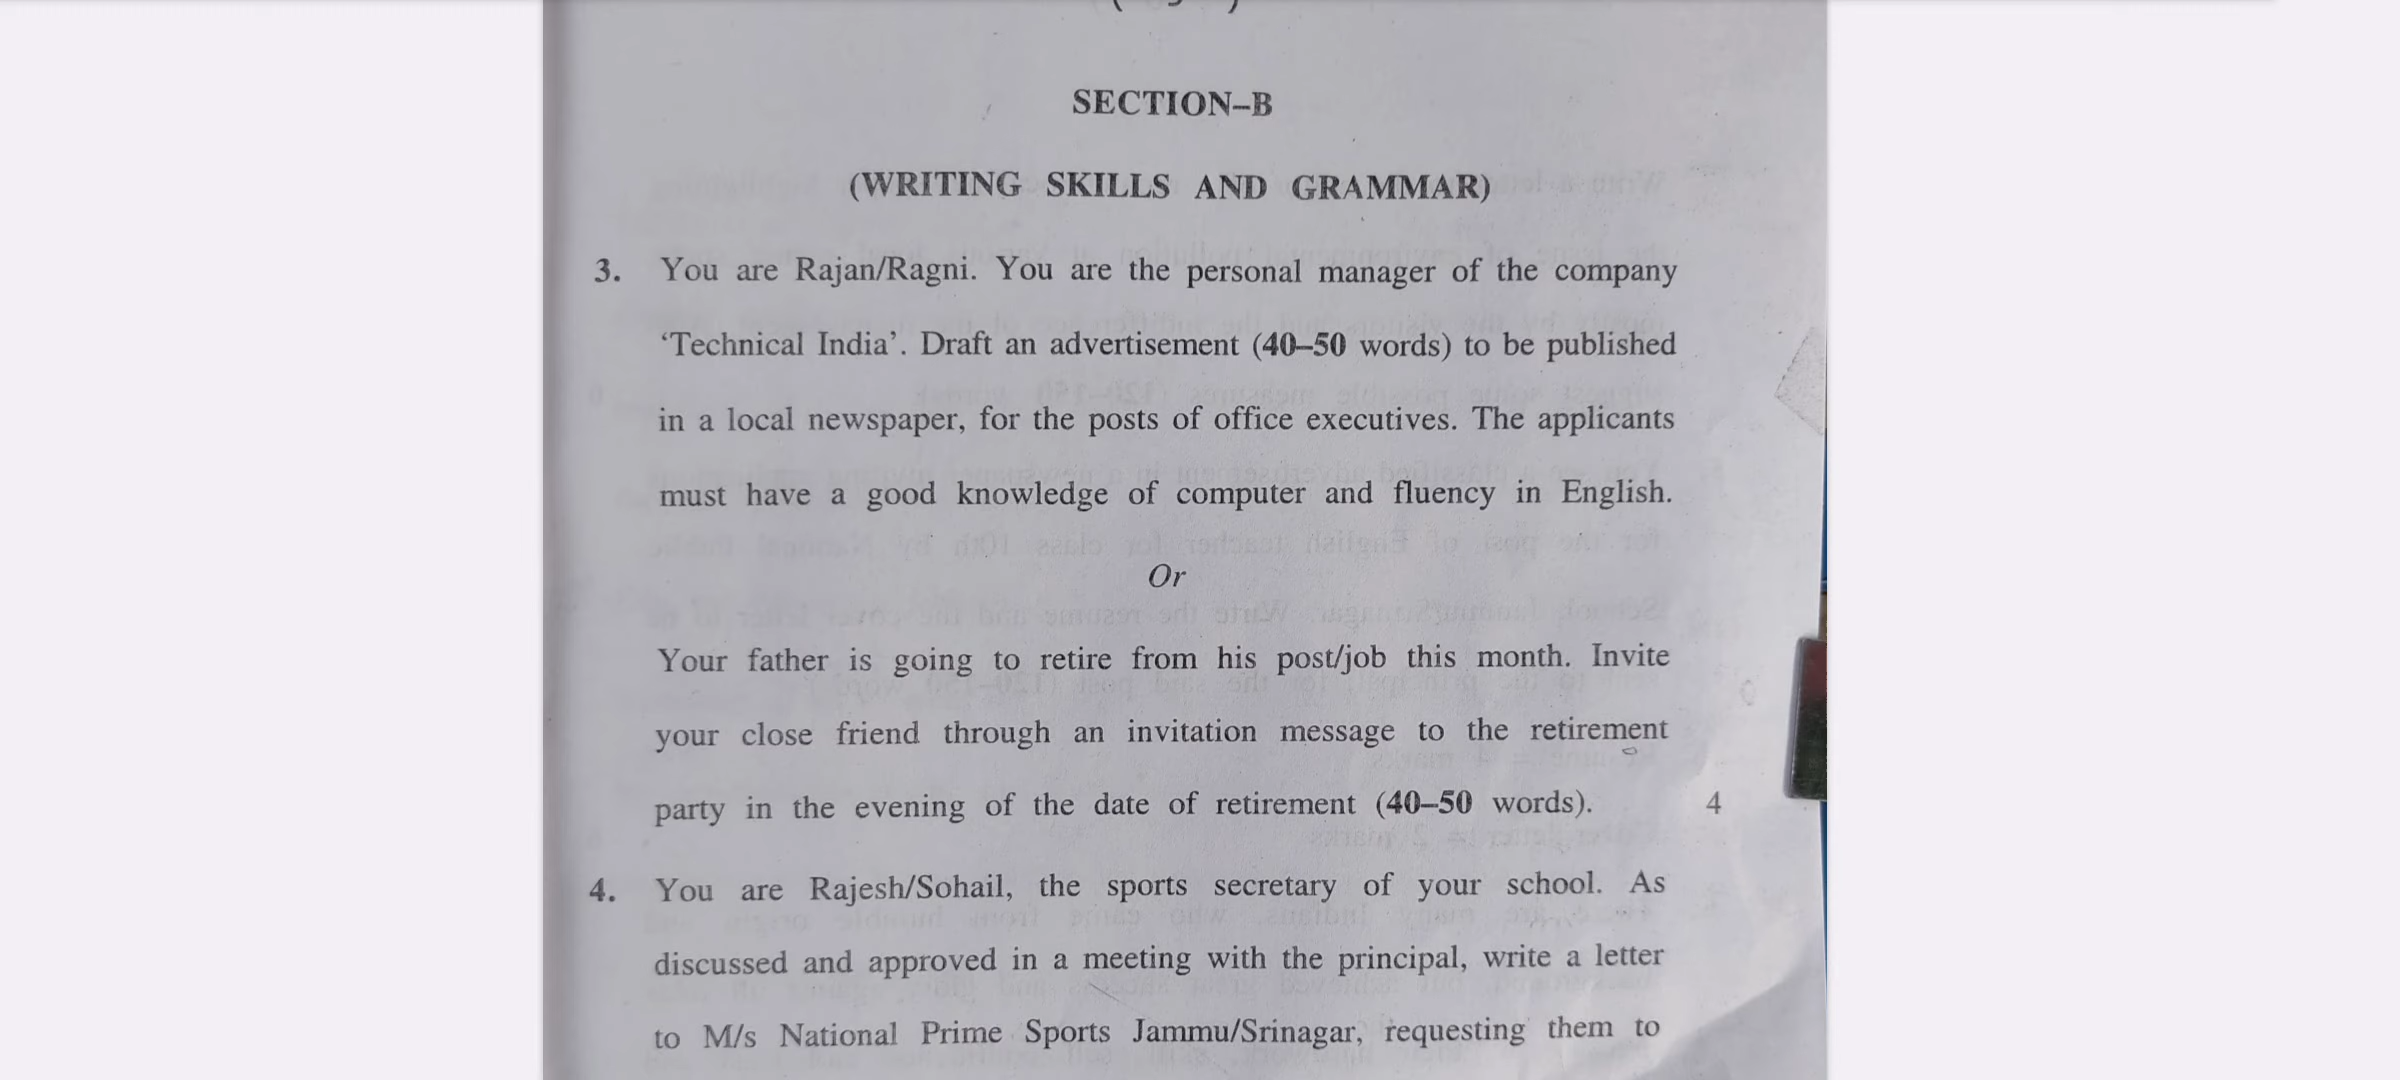 SECTION–B
(WRITING SKILLS AND GRAMMAR)
3. You are Rajan/Ragni. You are the personal manager of the company
‘Technical India’. Draft an advertisement (40–50 words) to be published
in a local newspaper, for the posts of office executives. The applicants
must have a good knowledge of computer and fluency in English.
Or
Your father is going to retire from his post/job this month. Invite
your close friend through an invitation message to the retirement
party in the evening of the date of retirement (40–50 words). 4
4. You are Rajesh/Sohail, the sports secretary of your school. As
discussed and approved in a meeting with the principal, write a letter
to M/s National Prime Sports Jammu/Srinagar, requesting them to